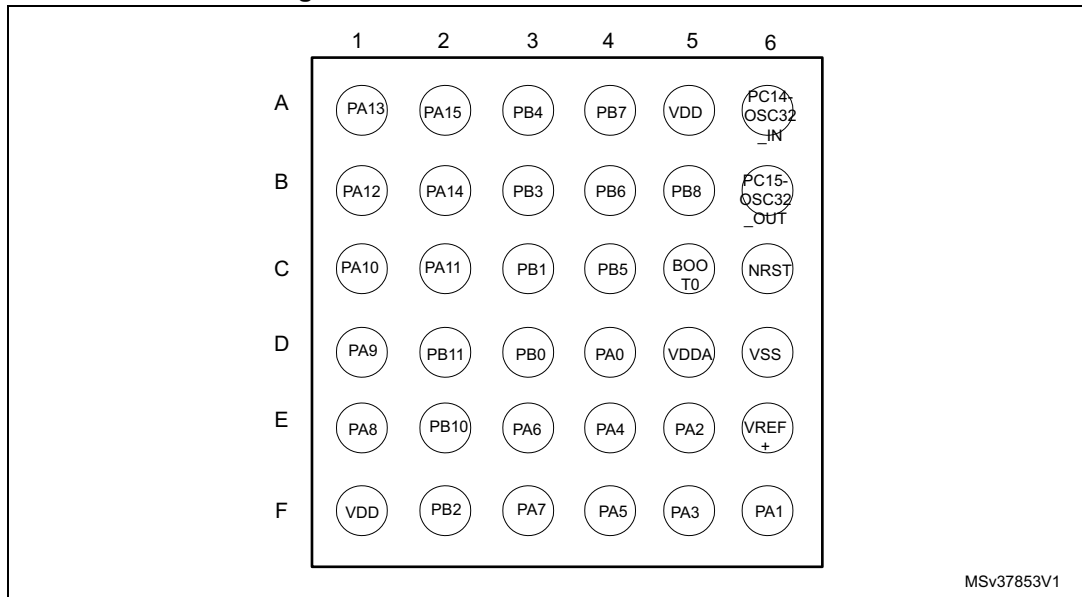 1 2 3 4 5 6
A PA13 PA15 PB4 PB7 VDD PC14-
OSC32
_IN
B PA12 PA14 PB3 PB6 PB8 PC15-
OSC32
_OUT
C PA10 PA11 PB1 PB5 BOO
T0 NRST
D PA9 PB11 PB0 PA0 VDDA VSS
E PA8 PB10 PA6 PA4 PA2 VREF
+
F VDD PB2 PA7 PA5 PA3 PA1
MSv37853V1